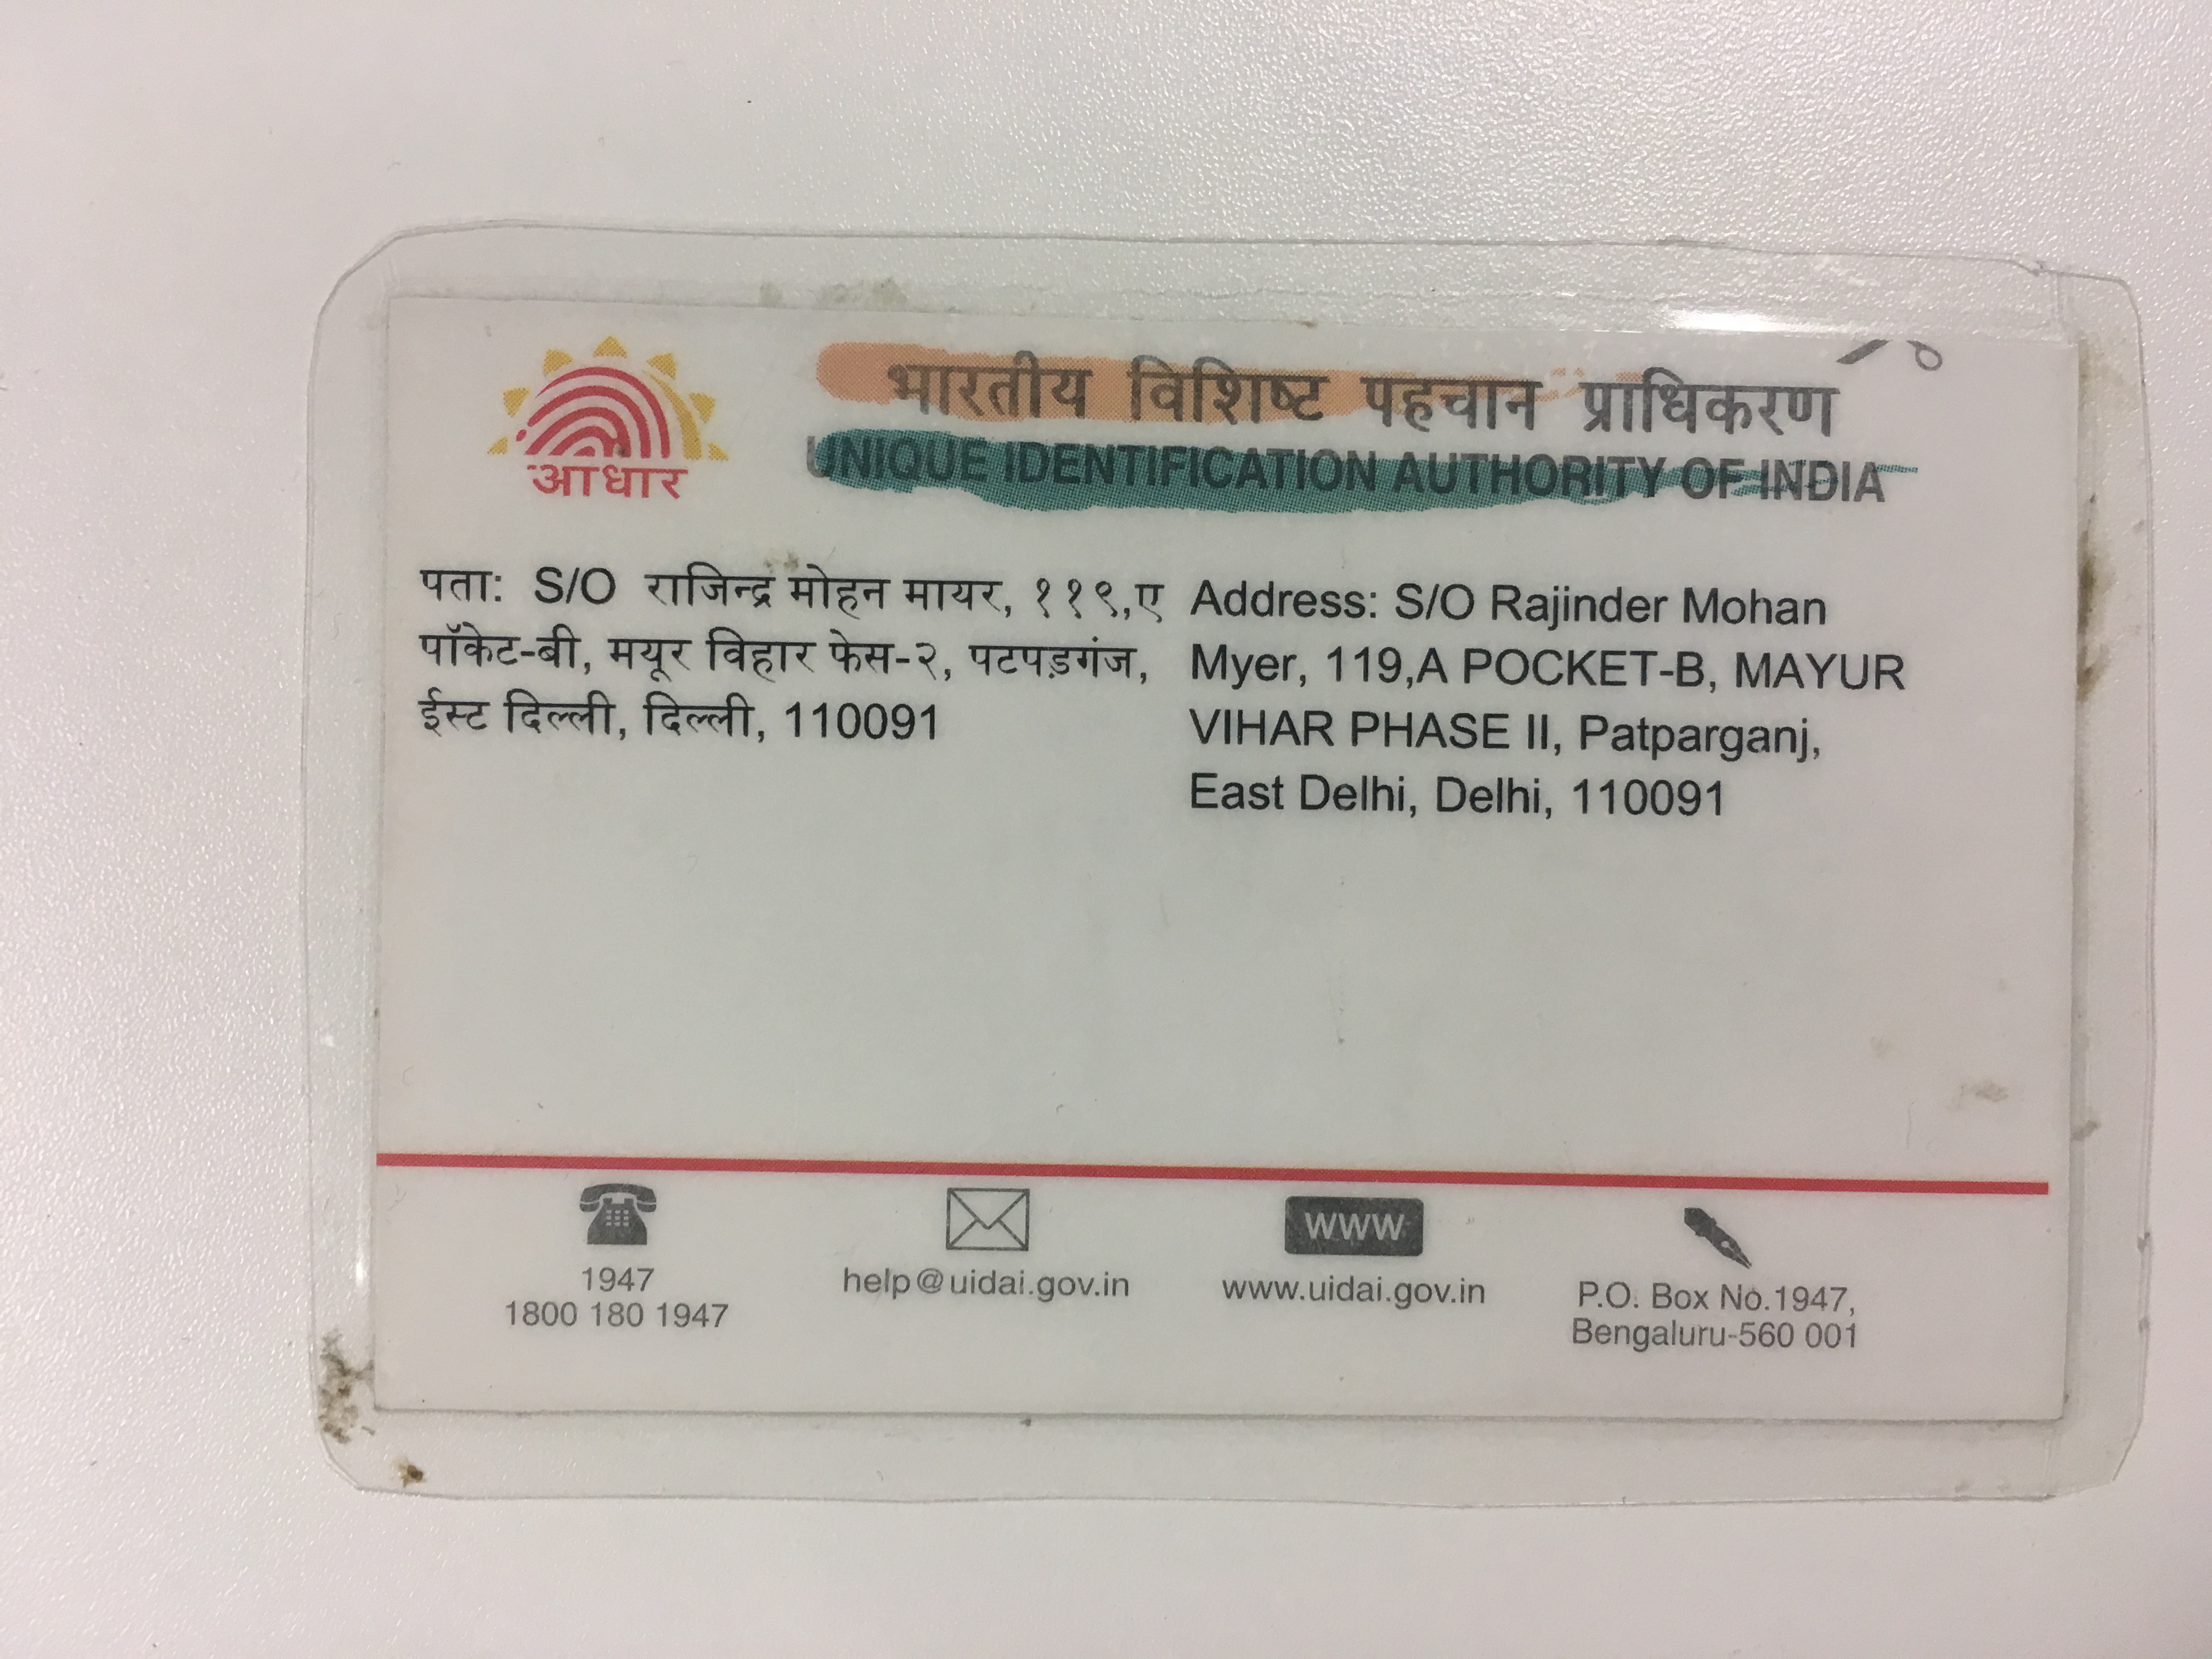 आधार
भारतीय विशिष्ट पहचान प्राधिकरण
UNIQUE IDENTIFICATION AUTHORITY OF INDIA
पता: S/O राजिन्द्र मोहन मायर, ११९,ए
पॉकेट-बी, मयूर विहार फेस-२, पटपड़गंज,
ईस्ट दिल्ली, दिल्ली, 110091
Address: S/O Rajinder Mohan
Myer, 119,A POCKET-B, MAYUR
VIHAR PHASE II, Patparganj,
East Delhi, Delhi, 110091
1947
1800 180 1947
help@uidai.gov.in
www
www.uidai.gov.in
P.O. Box No.1947,
Bengaluru-560 001